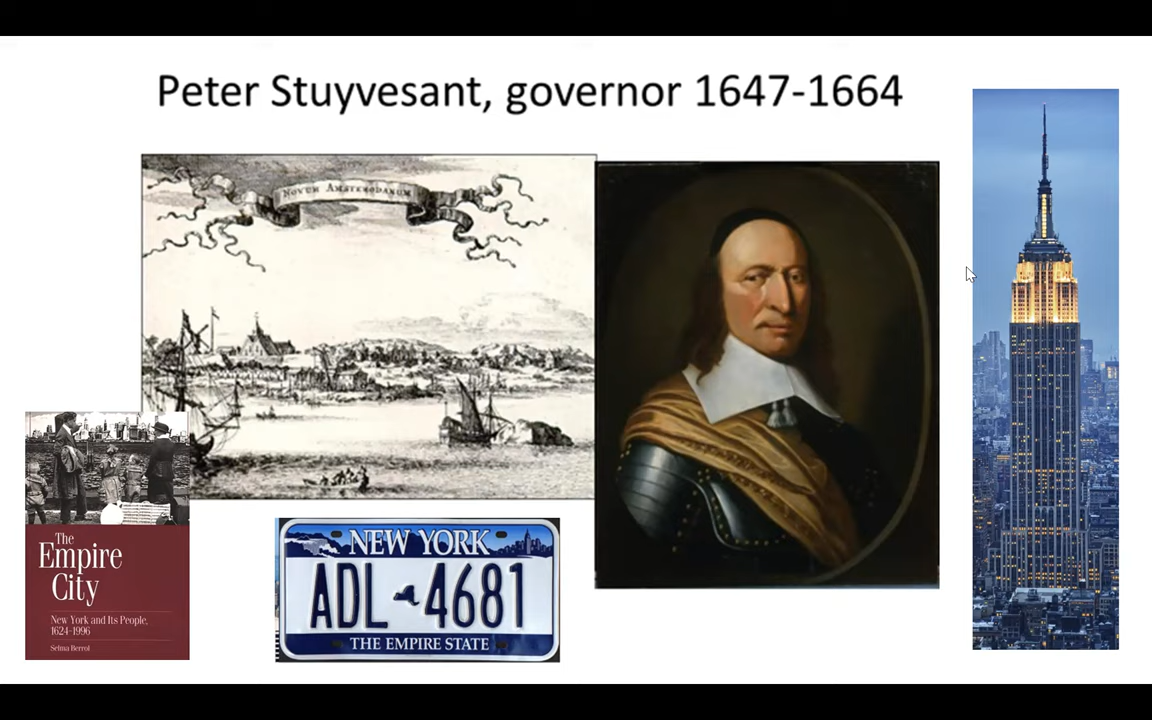 Peter Stuyvesant, governor 1647-1664
NOVUM AMSTERODAMUM
The
Empire
City
New York and Its People,
1624-1996
Selma Berrol
NEW YORK
ADL 4681
THE EMPIRE STATE